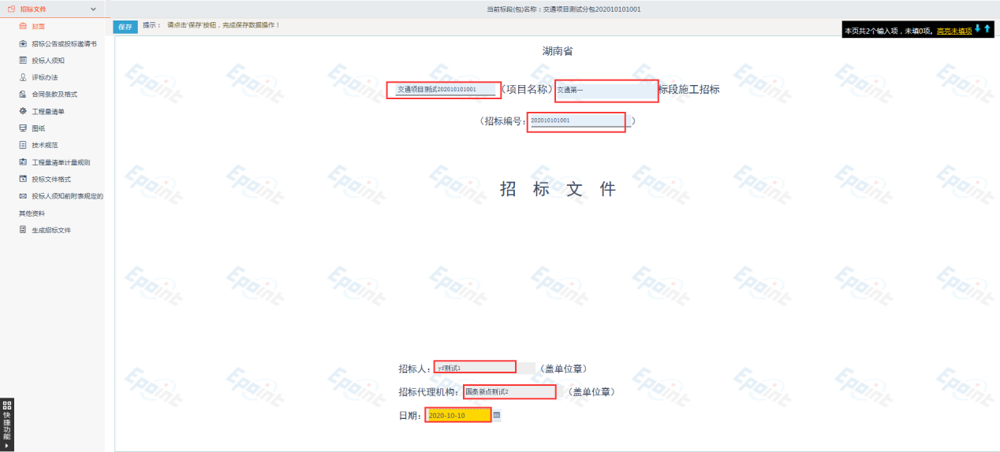 招标文件
封面
招标公告或投标邀请书
投标人须知
评标办法
合同条款及格式
工程量清单
图纸
技术规范
工程量清单计量规则
投标文件格式
投标人须知前附表规定的
其他资料
生成招标文件
快捷功能
当前标段(包)名称：交通项目测试分包202010101001
保存 提示： 请点击'保存'按钮，完成保存数据操作！
本页共2个输入项，未填0项。高亮未填项
湖南省
交通项目测试202010101001 （项目名称） 交通第一 标段施工招标
（招标编号： 202010101001 ）
招 标 文 件
招标人： yf测试1 （盖单位章）
招标代理机构： 国泰新点测试2 （盖单位章）
日期： 2020-10-10
Epoint